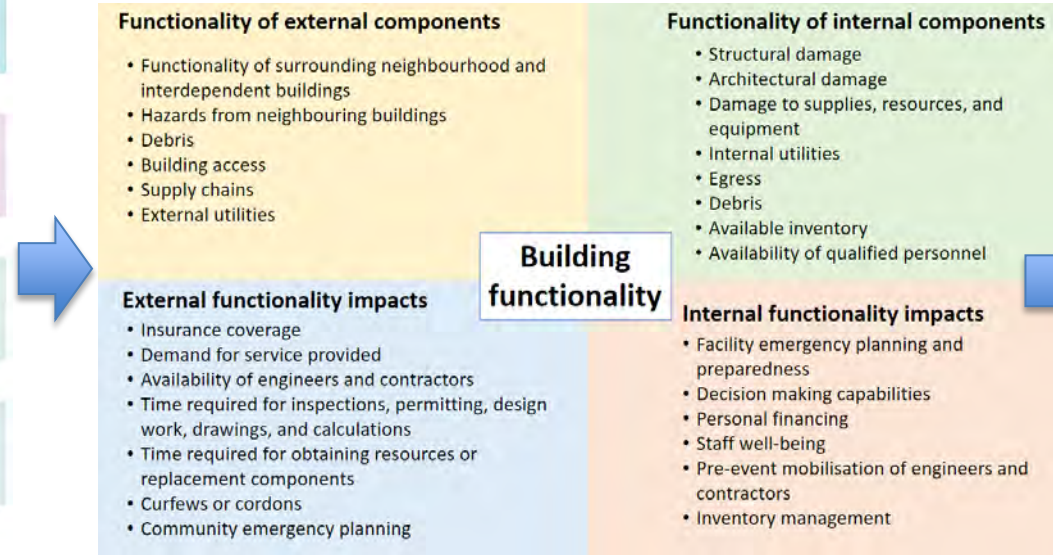 Functionality of external components
• Functionality of surrounding neighbourhood and
interdependent buildings
• Hazards from neighbouring buildings
• Debris
• Building access
• Supply chains
• External utilities
Functionality of internal components
• Structural damage
• Architectural damage
• Damage to supplies, resources, and
equipment
• Internal utilities
• Egress
• Debris
• Available inventory
• Availability of qualified personnel
Building
functionality
External functionality impacts
• Insurance coverage
• Demand for service provided
• Availability of engineers and contractors
• Time required for inspections, permitting, design
work, drawings, and calculations
• Time required for obtaining resources or
replacement components
• Curfews or cordons
• Community emergency planning
Internal functionality impacts
• Facility emergency planning and
preparedness
• Decision making capabilities
• Personal financing
• Staff well-being
• Pre-event mobilisation of engineers and
contractors
• Inventory management